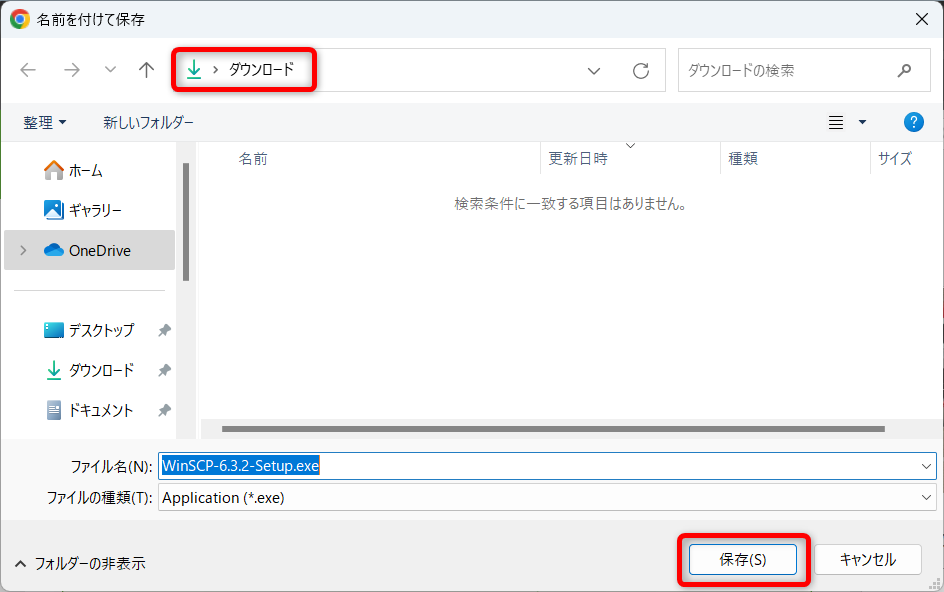 名前を付けて保存
ダウンロード
ダウンロードの検索
整理
新しいフォルダー
名前
更新日時
種類
サイズ
検索条件に一致する項目はありません。
ホーム
ギャラリー
OneDrive
デスクトップ
ダウンロード
ドキュメント
ファイル名(N): WinSCP-6.3.2-Setup.exe
ファイルの種類(T): Application (*.exe)
フォルダーの非表示
保存(S)
キャンセル